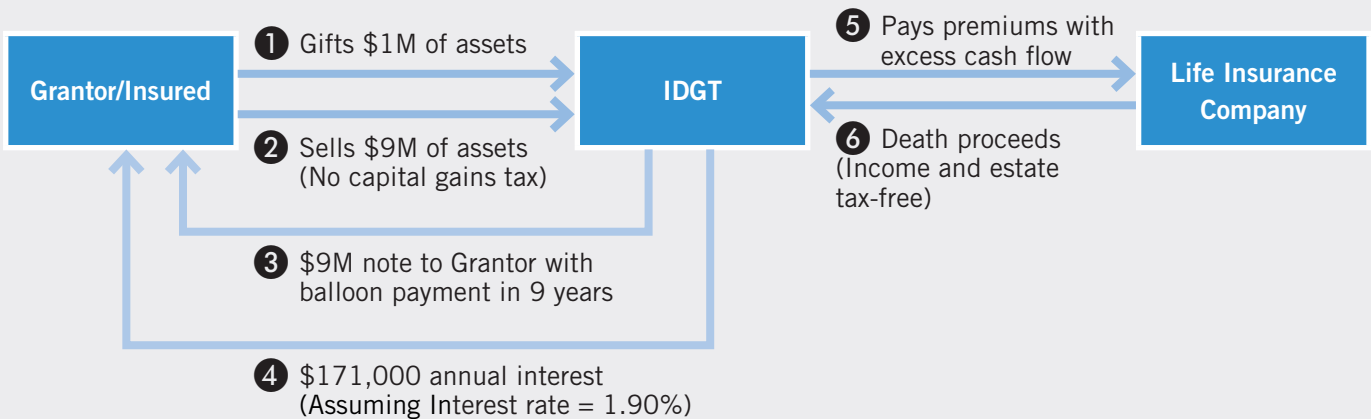 Grantor/Insured
1 Gifts $1M of assets
2 Sells $9M of assets
(No capital gains tax)
3 $9M note to Grantor with
balloon payment in 9 years
4 $171,000 annual interest
(Assuming Interest rate = 1.90%)
IDGT
5 Pays premiums with
excess cash flow
6 Death proceeds
(Income and estate
tax-free)
Life Insurance
Company